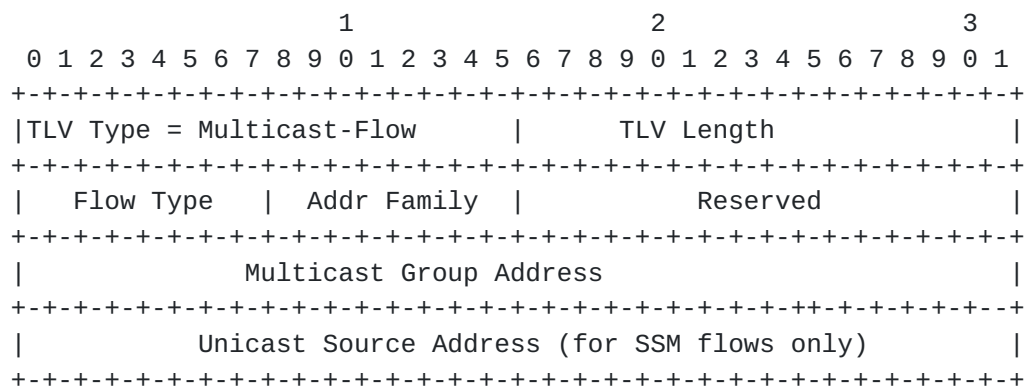 1                   2                   3
 0 1 2 3 4 5 6 7 8 9 0 1 2 3 4 5 6 7 8 9 0 1 2 3 4 5 6 7 8 9 0 1
+-+-+-+-+-+-+-+-+-+-+-+-+-+-+-+-+-+-+-+-+-+-+-+-+-+-+-+-+-+-+-+-+
|TLV Type = Multicast-Flow      |      TLV Length               |
+-+-+-+-+-+-+-+-+-+-+-+-+-+-+-+-+-+-+-+-+-+-+-+-+-+-+-+-+-+-+-+-+
|   Flow Type   |  Addr Family  |           Reserved            |
+-+-+-+-+-+-+-+-+-+-+-+-+-+-+-+-+-+-+-+-+-+-+-+-+-+-+-+-+-+-+-+-+
|              Multicast Group Address                          |
+-+-+-+-+-+-+-+-+-+-+-+-+-+-+-+-+-+-+-+-+-+-+-+-+-++-+-+-+-+-+--+
|           Unicast Source Address (for SSM flows only)         |
+-+-+-+-+-+-+-+-+-+-+-+-+-+-+-+-+-+-+-+-+-+-+-+-+-+-+-+-+-+-+-+-+